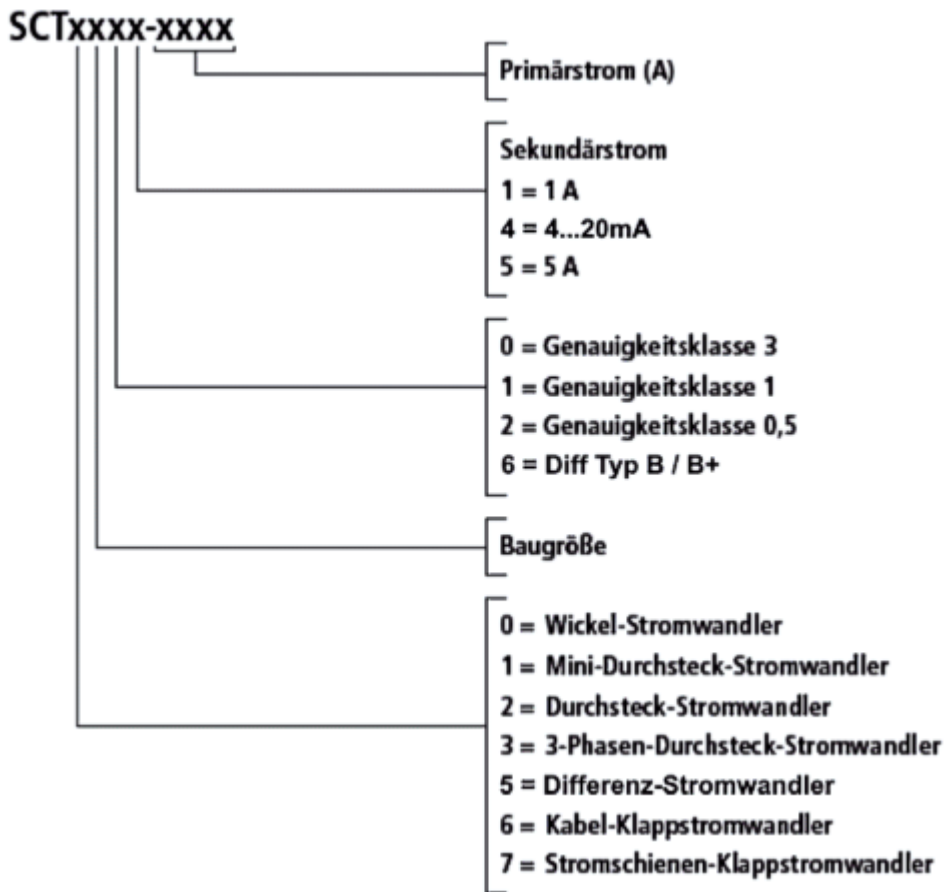 SCTxxxx-xxxx
Primärstrom (A)
Sekundärstrom
1 = 1 A
4 = 4...20mA
5 = 5 A
0 = Genauigkeitsklasse 3
1 = Genauigkeitsklasse 1
2 = Genauigkeitsklasse 0,5
6 = Diff Typ B / B+
Baugröße
0 = Wickel-Stromwandler
1 = Mini-Durchsteck-Stromwandler
2 = Durchsteck-Stromwandler
3 = 3-Phasen-Durchsteck-Stromwandler
5 = Differenz-Stromwandler
6 = Kabel-Klappstromwandler
7 = Stromschienen-Klappstromwandler